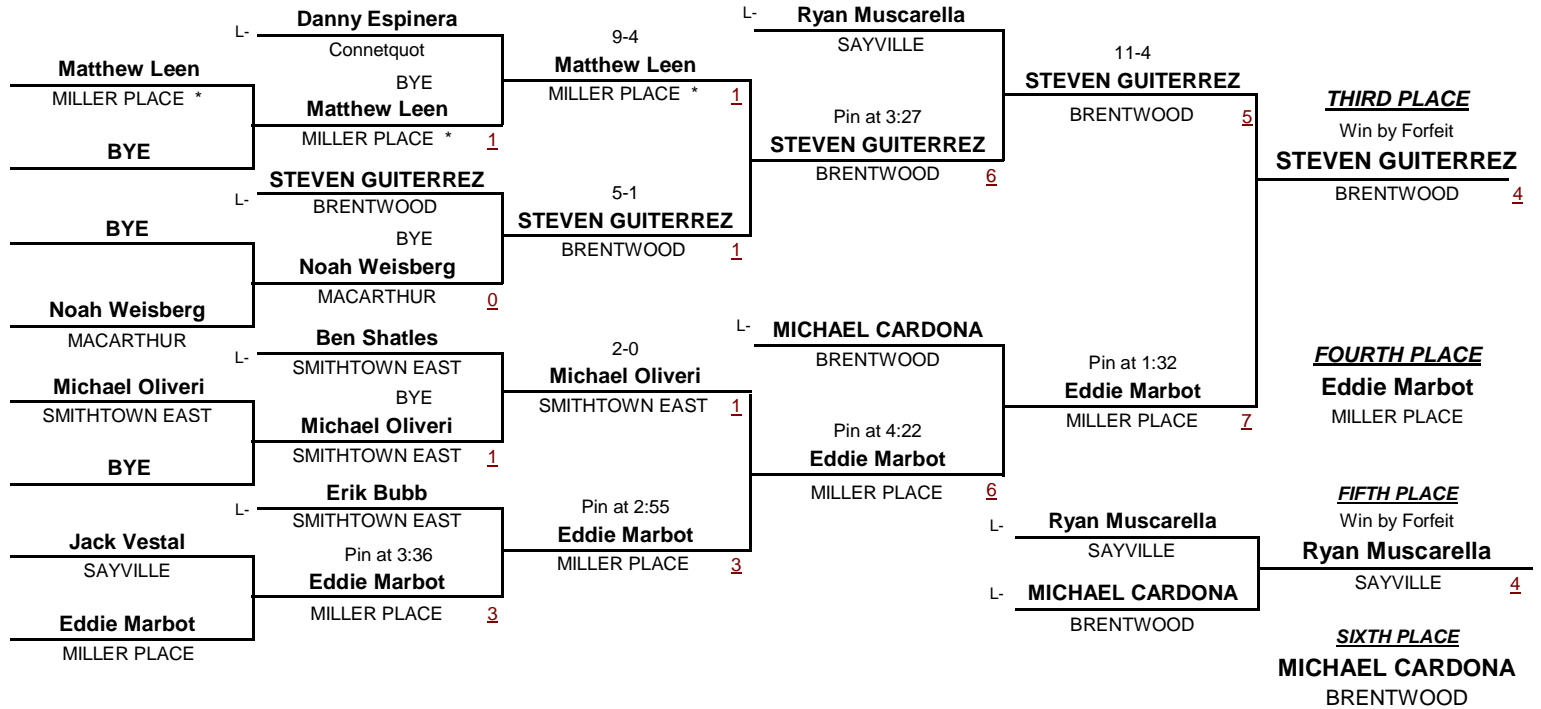 L-
Danny Espinera
Connetquot
Matthew Leen
MILLER PLACE *
BYE
BYE
Matthew Leen
MILLER PLACE * 1
L-
STEVEN GUITERREZ
BRENTWOOD
BYE
BYE
Noah Weisberg
MACARTHUR 0
Noah Weisberg
MACARTHUR
L-
Ben Shatles
SMITHTOWN EAST
Michael Oliveri
SMITHTOWN EAST
BYE
BYE
Michael Oliveri
SMITHTOWN EAST 1
L-
Erik Bubb
SMITHTOWN EAST
Jack Vestal
SAYVILLE
Pin at 3:36
Eddie Marbot
MILLER PLACE 3
Eddie Marbot
MILLER PLACE
9-4
Matthew Leen
MILLER PLACE * 1
5-1
STEVEN GUITERREZ
BRENTWOOD 1
2-0
Michael Oliveri
SMITHTOWN EAST 1
Pin at 2:55
Eddie Marbot
MILLER PLACE 3
L-
Ryan Muscarella
SAYVILLE
Pin at 3:27
STEVEN GUITERREZ
BRENTWOOD 6
L-
MICHAEL CARDONA
BRENTWOOD
Pin at 4:22
Eddie Marbot
MILLER PLACE 6
11-4
STEVEN GUITERREZ
BRENTWOOD 5
Pin at 1:32
Eddie Marbot
MILLER PLACE 7
THIRD PLACE
Win by Forfeit
STEVEN GUITERREZ
BRENTWOOD 4
FOURTH PLACE
Eddie Marbot
MILLER PLACE
L-
Ryan Muscarella
SAYVILLE
L-
MICHAEL CARDONA
BRENTWOOD
FIFTH PLACE
Win by Forfeit
Ryan Muscarella
SAYVILLE 4
SIXTH PLACE
MICHAEL CARDONA
BRENTWOOD